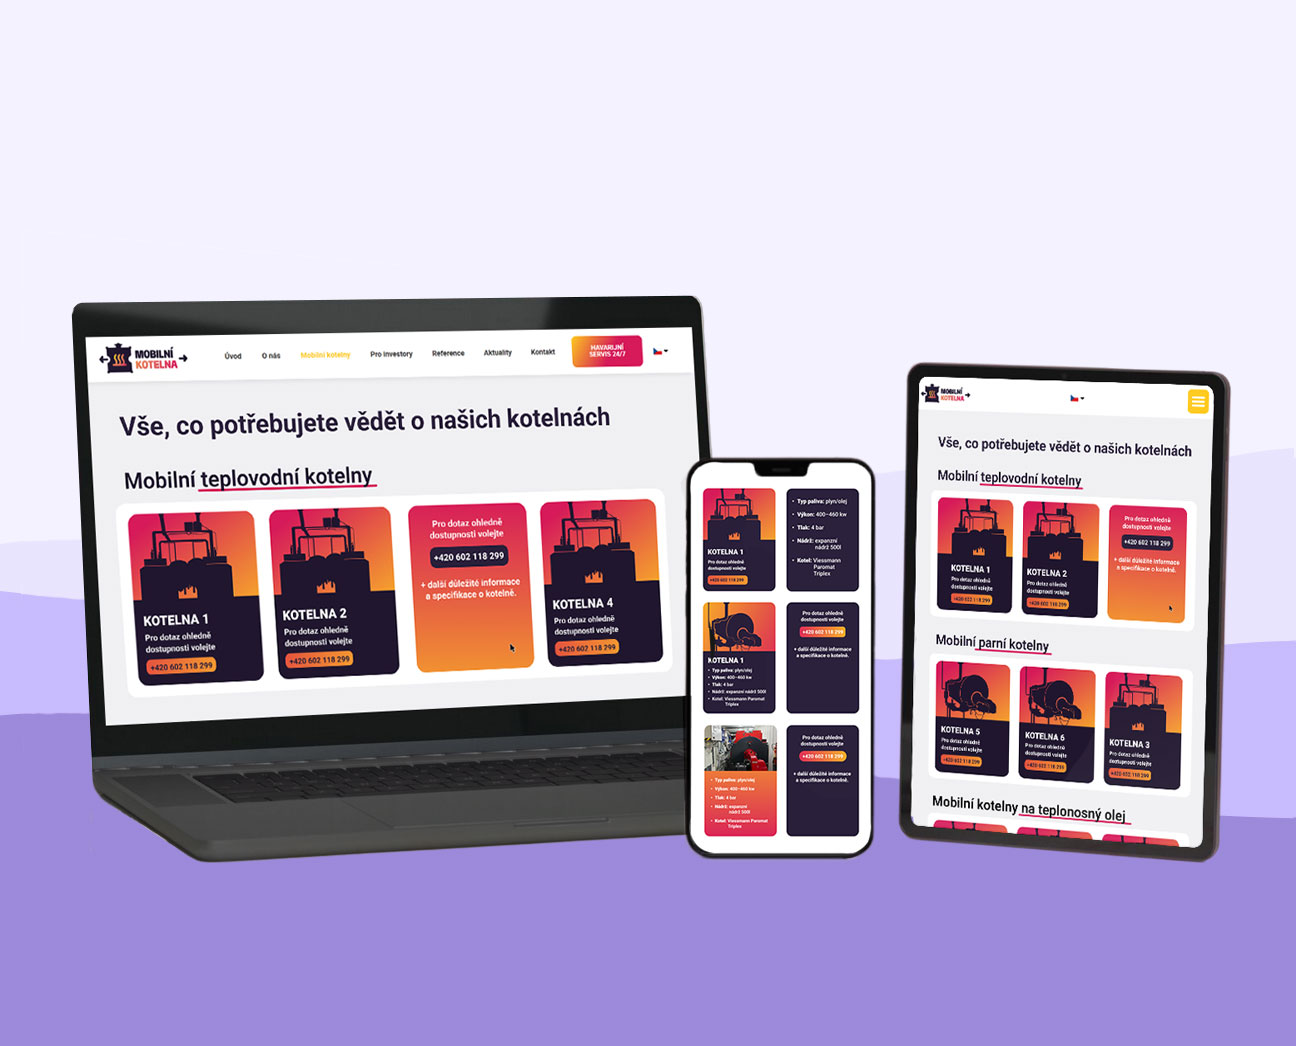 MOBILNÍ
KOTELNA
Úvod
O nás
Mobilní kotelny
Pro investory
Reference
Aktuality
Kontakt
HAVARIJNÍ
SERVIS 24/7
Vše, co potřebujete vědět o našich kotelnách
Mobilní teplovodní kotelny
KOTELNA 1
Pro dotaz ohledně
dostupnosti volejte
+420 602 118 299
KOTELNA 2
Pro dotaz ohledně
dostupnosti volejte
+420 602 118 299
Pro dotaz ohledně
dostupnosti volejte
+420 602 118 299
+ další důležité informace
a specifikace o kotelně.
KOTELNA 4
Pro dotaz ohledně
dostupnosti volejte
+420 602 118 299
KOTELNA 1
Pro dotaz ohledně
dostupnosti volejte
+420 602 118 299
• Typ paliva: plyn/olej
• Výkon: 400–460 kw
• Tlak: 4 bar
• Nádrž: expanzní
nádrž 500l
• Kotel: Viessmann
Paromat
Triplex
KOTELNA 1
• Typ paliva: plyn/olej
• Výkon: 400–460 kw
• Tlak: 4 bar
• Nádrž: expanzní nádrž 500l
• Kotel: Viessmann Paromat
Triplex
Pro dotaz ohledně
dostupnosti volejte
+420 602 118 299
+ další důležité informace
a specifikace o kotelně.
• Typ paliva: plyn/olej
• Výkon: 400–460 kw
• Tlak: 4 bar
• Nádrž: expanzní
nádrž 500l
• Kotel: Viessmann Paromat
Triplex
Pro dotaz ohledně
dostupnosti volejte
+420 602 118 299
+ další důležité informace
a specifikace o kotelně.
MOBILNÍ
KOTELNA
Vše, co potřebujete vědět o našich kotelnách
Mobilní teplovodní kotelny
KOTELNA 1
Pro dotaz ohledně
dostupnosti volejte
+420 602 118 299
KOTELNA 2
Pro dotaz ohledně
dostupnosti volejte
+420 602 118 299
Pro dotaz ohledně
dostupnosti volejte
+420 602 118 299
+ další důležité informace
a specifikace o kotelně.
Mobilní parní kotelny
KOTELNA 5
Pro dotaz ohledně
dostupnosti volejte
+420 602 118 299
KOTELNA 6
Pro dotaz ohledně
dostupnosti volejte
+420 602 118 299
KOTELNA 3
Pro dotaz ohledně
dostupnosti volejte
+420 602 118 299
Mobilní kotelny na teplonosný olej